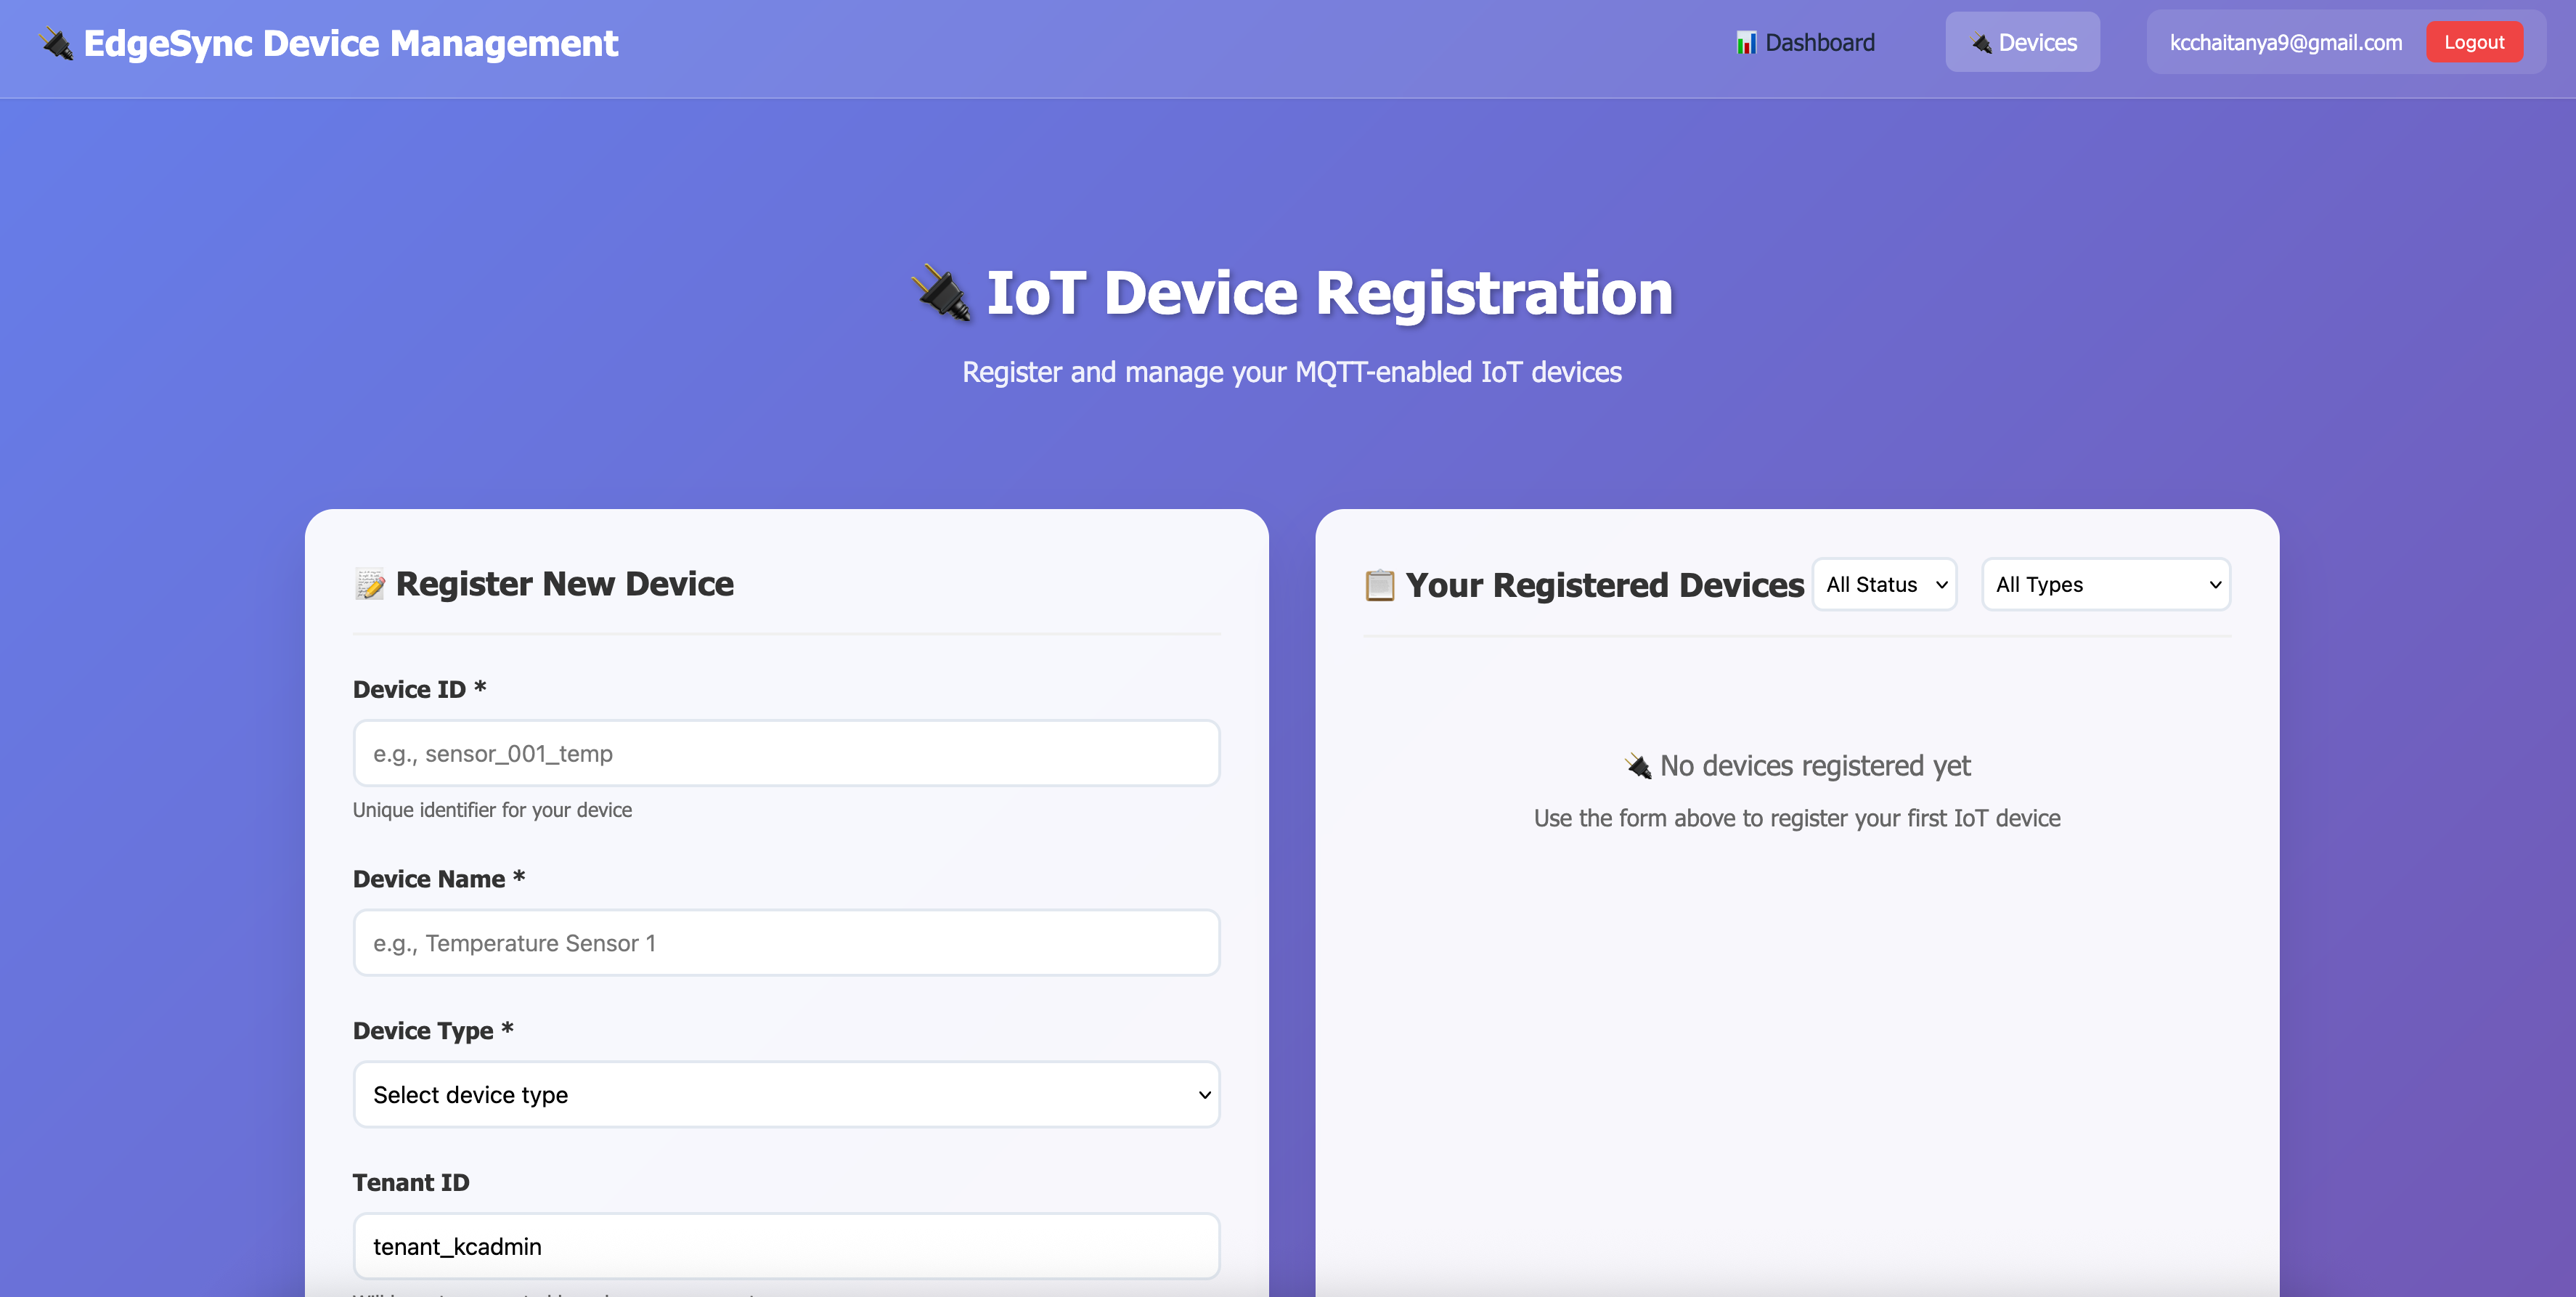 EdgeSync Device Management
Dashboard
Devices
kcchaitanya9@gmail.com
Logout
IoT Device Registration
Register and manage your MQTT-enabled IoT devices
Register New Device
Device ID *
e.g., sensor_001_temp
Unique identifier for your device
Device Name *
e.g., Temperature Sensor 1
Device Type *
Select device type
Tenant ID
tenant_kcadmin
Your Registered Devices
All Status
All Types
No devices registered yet
Use the form above to register your first IoT device